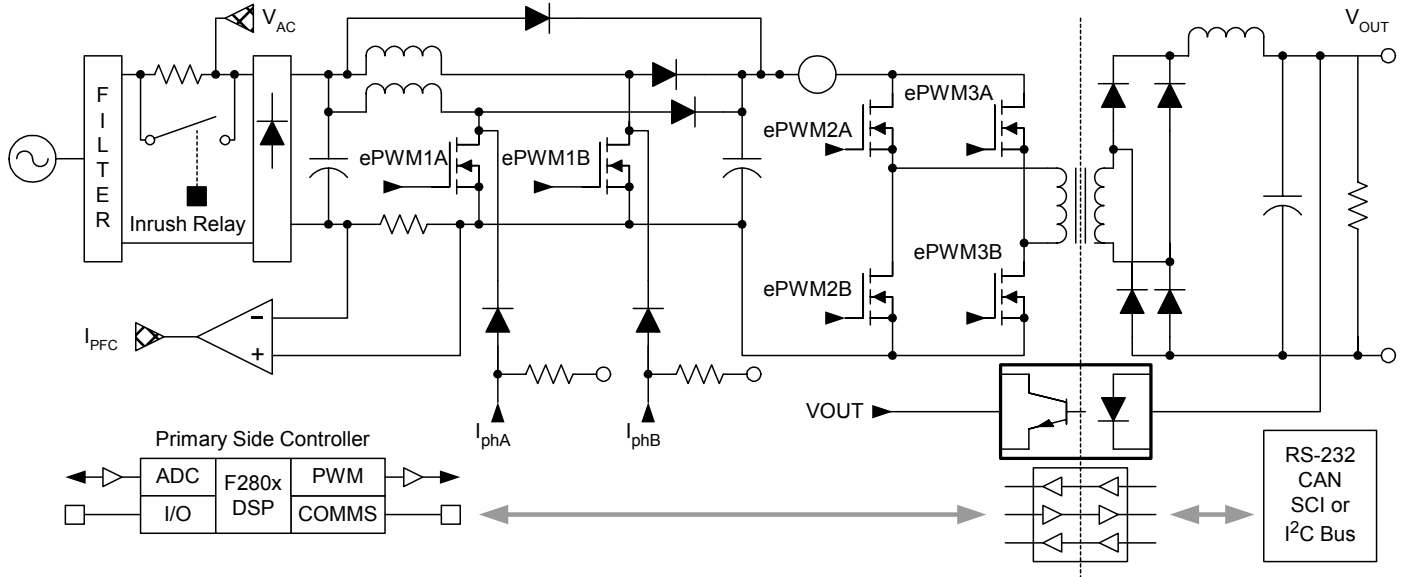 V_AC
V_OUT
FILTER
ePWM3A
ePWM2A
ePWM1A
ePWM1B
Inrush Relay
ePWM3B
ePWM2B
I_PFC
−
+
VOUT
I_phA
I_phB
Primary Side Controller
ADC
F280x
DSP
PWM
I/O
COMMS
RS-232
CAN
SCI or
I²C Bus